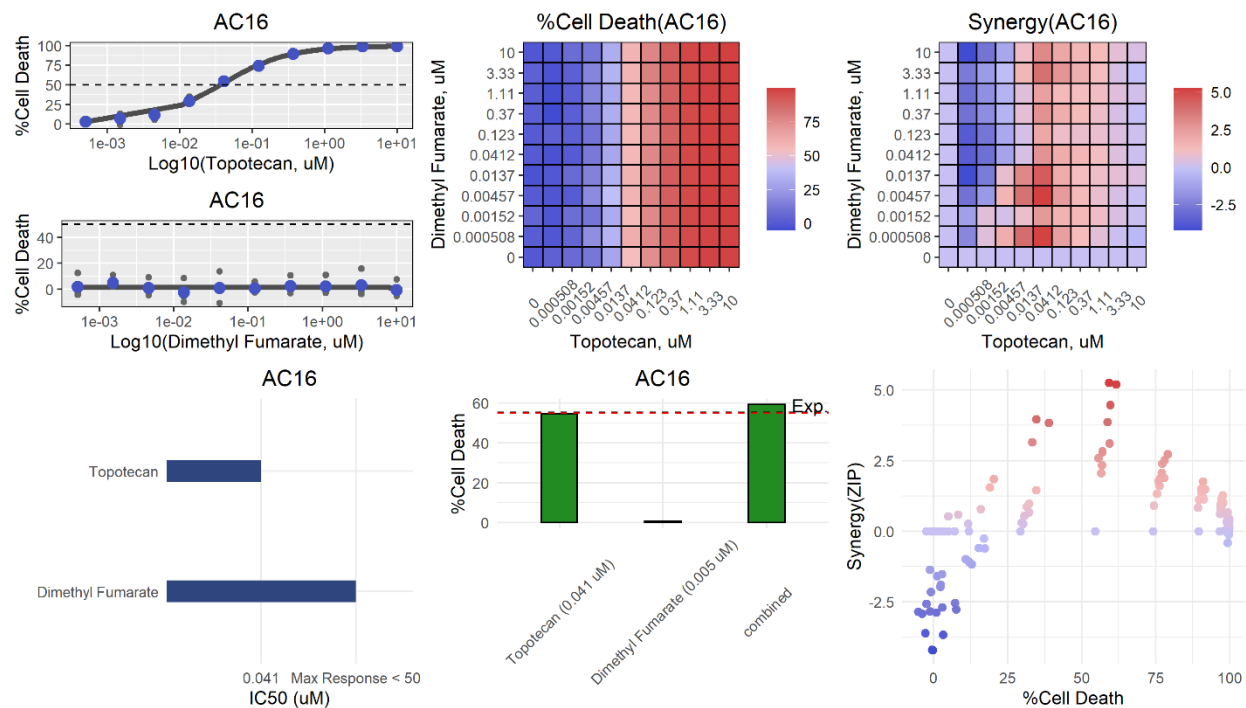 AC16
%Cell Death
100
75
50
25
0
1e-03
1e-02
1e-01
1e+00
1e+01
Log10(Topotecan, uM)
AC16
%Cell Death
40
20
0
1e-03
1e-02
1e-01
1e+00
1e+01
Log10(Dimethyl Fumarate, uM)
%Cell Death(AC16)
Dimethyl Fumarate, uM
10
3.33
1.11
0.37
0.123
0.0412
0.0137
0.00457
0.00152
0.000508
0
0
0.000508
0.00152
0.00457
0.0137
0.0412
0.123
0.37
1.11
3.33
10
Topotecan, uM
75
50
25
0
Synergy(AC16)
Dimethyl Fumarate, uM
10
3.33
1.11
0.37
0.123
0.0412
0.0137
0.00457
0.00152
0.000508
0
0
0.000508
0.00152
0.00457
0.0137
0.0412
0.123
0.37
1.11
3.33
10
Topotecan, uM
5.0
2.5
0.0
-2.5
AC16
Topotecan
Dimethyl Fumarate
0.041
Max Response < 50
IC50 (uM)
AC16
%Cell Death
60
40
20
0
Exp
Topotecan (0.041 uM)
Dimethyl Fumarate (0.005 uM)
combined
Synergy(ZIP)
5.0
2.5
0.0
-2.5
0
25
50
75
100
%Cell Death